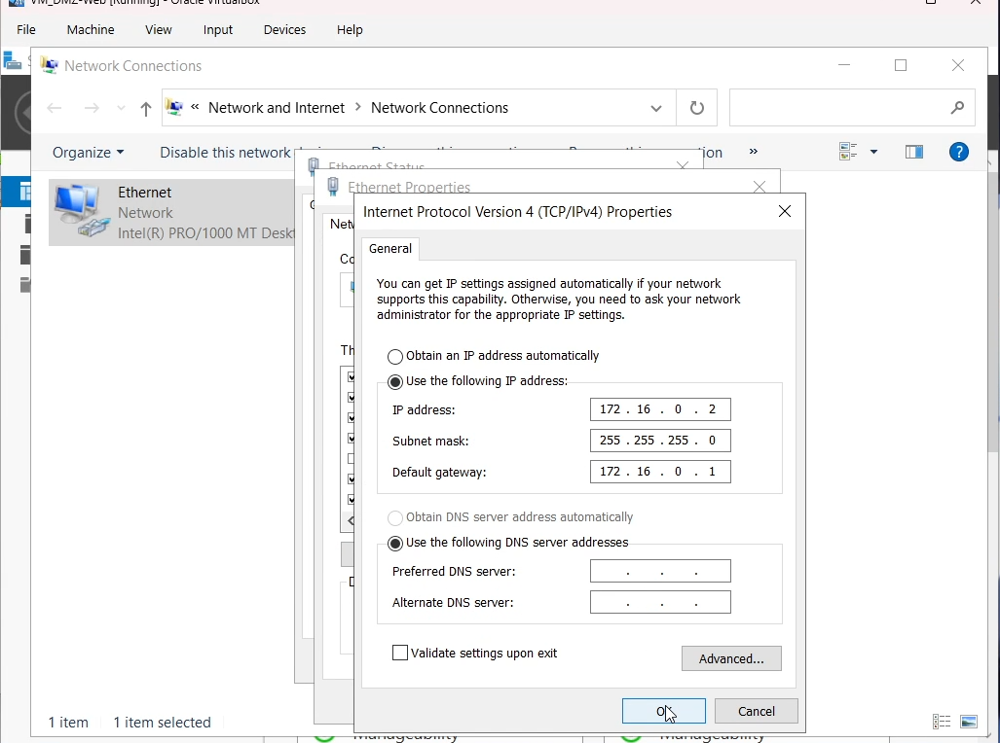 VM_DMZ-Web [Running] - Oracle VirtualBox
File Machine View Input Devices Help
Network Connections
« Network and Internet > Network Connections
Organize Disable this network ion »
Ethernet Status
Ethernet Properties
Internet Protocol Version 4 (TCP/IPv4) Properties
Ethernet
Network
Intel(R) PRO/1000 MT Deskt
General
You can get IP settings assigned automatically if your network
supports this capability. Otherwise, you need to ask your network
administrator for the appropriate IP settings.
Obtain an IP address automatically
Use the following IP address:
IP address: 172 . 16 . 0 . 2
Subnet mask: 255 . 255 . 255 . 0
Default gateway: 172 . 16 . 0 . 1
Obtain DNS server address automatically
Use the following DNS server addresses
Preferred DNS server: . . .
Alternate DNS server: . . .
Validate settings upon exit
Advanced...
OK Cancel
1 item 1 item selected
Manageability Manageability